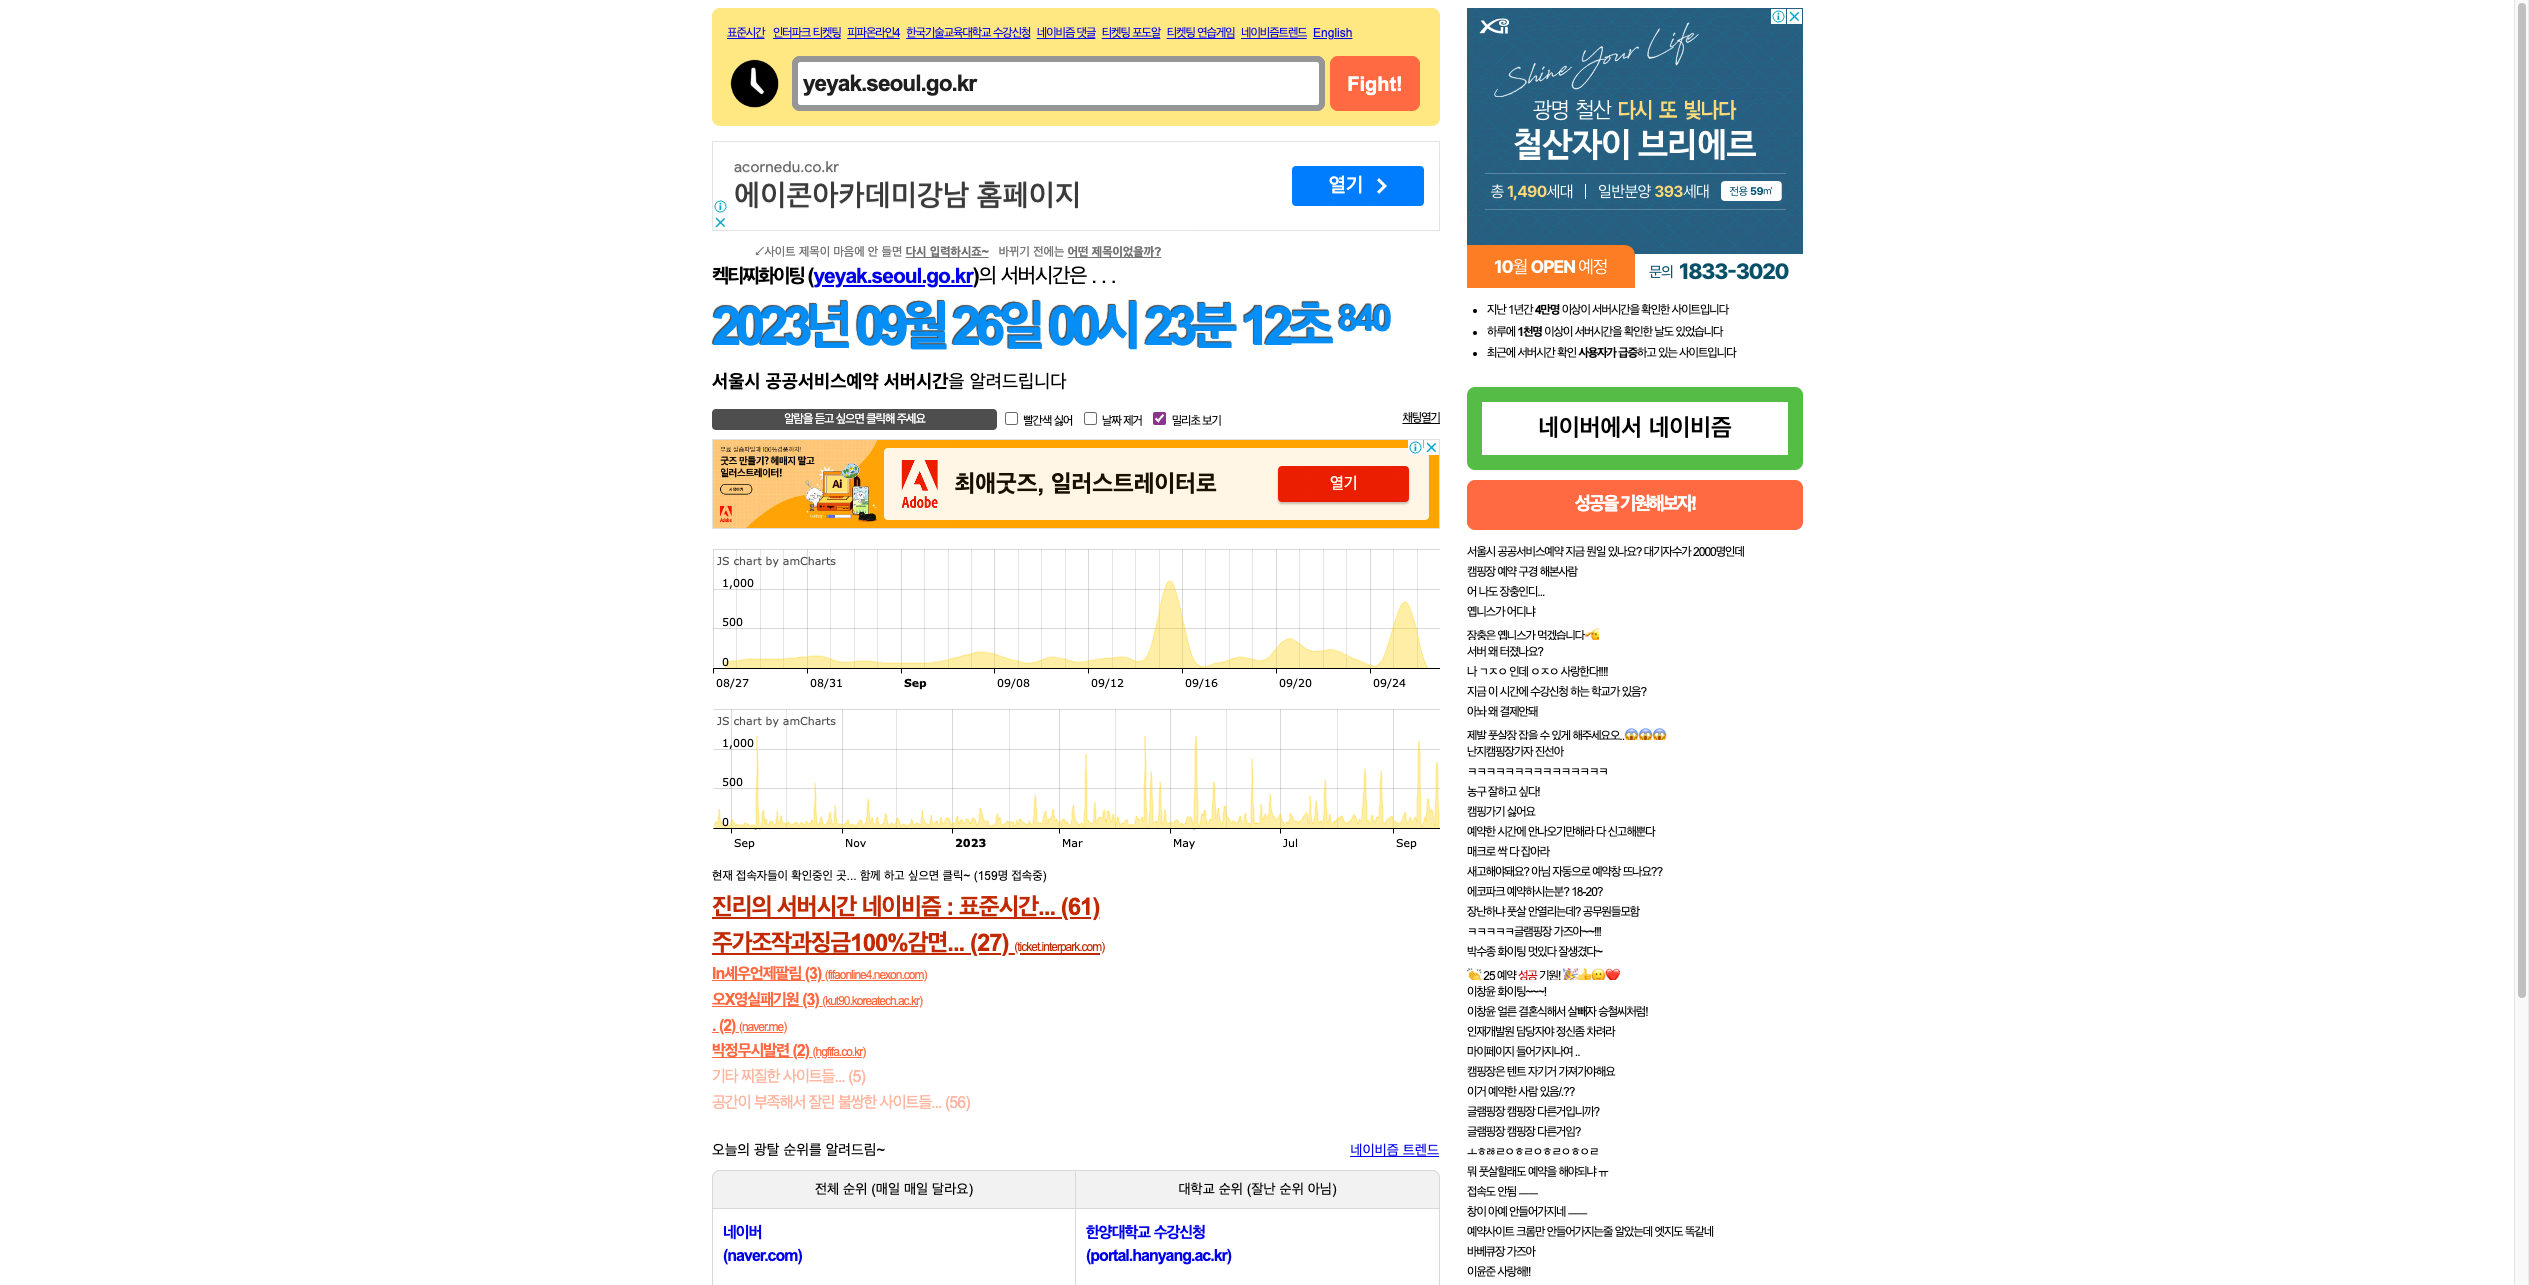 표준시간 인터파크 티켓팅 피파온라인4 한국기술교육대학교 수강신청 네이비즘 댓글 티켓팅 포도알 티켓팅 연습게임 네이비즘트렌드 English
yeyak.seoul.go.kr
Fight!
acornedu.co.kr
에이콘아카데미강남 홈페이지
열기
↙사이트 제목이 마음에 안 들면 다시 입력하시죠~ 바뀌기 전에는 어떤 제목이었을까?
켁티찌화이팅 (yeyak.seoul.go.kr)의 서버시간은 . . .
2023년 09월 26일 00시 23분 12초 840
서울시 공공서비스예약 서버시간을 알려드립니다
알람을 듣고 싶으면 클릭해 주세요
빨간색 싫어
날짜 제거
밀리초 보기
채팅열기
굿즈 만들기? 헤매지 말고
일러스트레이터!
Ai
Adobe
최애굿즈, 일러스트레이터로
열기
JS chart by amCharts
1,000
500
0
08/27 08/31 Sep 09/08 09/12 09/16 09/20 09/24
JS chart by amCharts
1,000
500
0
Sep Nov 2023 Mar May Jul Sep
현재 접속자들이 확인중인 곳... 함께 하고 싶으면 클릭~ (159명 접속중)
진리의 서버시간 네이비즘 : 표준시간... (61)
주가조작과징금100%감면... (27) (ticket.interpark.com)
In셰우언제팔림 (3) (fifaonline4.nexon.com)
오X영실패기원 (3) (kut90.koreatech.ac.kr)
. (2) (naver.me)
박정무시발련 (2) (hgfifa.co.kr)
기타 찌질한 사이트들... (5)
공간이 부족해서 잘린 불쌍한 사이트들... (56)
오늘의 광탈 순위를 알려드림~
네이비즘 트렌드
전체 순위 (매일 매일 달라요)
대학교 순위 (잘난 순위 아님)
네이버
(naver.com)
한양대학교 수강신청
(portal.hanyang.ac.kr)
Xi
Shine Your Life
광명 철산 다시 또 빛나다
철산자이 브리에르
총 1,490세대 | 일반분양 393세대 전용 59㎡
10월 OPEN 예정
문의 1833-3020
지난 1년간 4만명 이상이 서버시간을 확인한 사이트입니다
하루에 1천명 이상이 서버시간을 확인한 날도 있었습니다
최근에 서버시간 확인 사용자가 급증하고 있는 사이트입니다
네이버에서 네이비즘
성공을 기원해보자!
서울시 공공서비스예약 지금 뭔일 있나요? 대기자수가 2000명인데
캠핑장 예약 구경 해본사람
어 나도 장충인디...
옙니스가 어디냐
장충은 옙니스가 먹겠습니다
서버 왜 터졌나요?
나 ㄱㅈㅇ 인데 ㅇㅈㅇ 사랑한다!!!!
지금 이 시간에 수강신청 하는 학교가 있음?
아놔 왜 결제안돼
제발 풋살장 잡을 수 있게 해주세요오..😱😱😱
난지캠핑장가자 진선아
ㅋㅋㅋㅋㅋㅋㅋㅋㅋㅋㅋㅋㅋㅋㅋ
농구 잘하고 싶다!
캠핑가기 싫어요
예약한 시간에 안나오기만해라 다 신고해뿐다
매크로 싹 다 잡아라
새고해야돼요? 아님 자동으로 예약창 뜨나요??
에코파크 예약하시는분? 18-20?
장난하냐 풋살 안열리는데? 공무원들모함
ㅋㅋㅋㅋㅋ글램핑장 가즈아~~!!!
박수종 화이팅 멋있다 잘생겼다~
25 예약 성공 기원!
이창윤 화이팅~~~!
이창윤 얼른 결혼식해서 살빼자 승철씨처럼!
인재개발원 담당자야 정신좀 차려라
마이페이지 들어가지나여 ..
캠핑장은 텐트 자기거 가져가야해요
이거 예약한 사람 있음/.??
글램핑장 캠핑장 다른거입니까?
글램핑장 캠핑장 다른거임?
뭐 풋살할래도 예약을 해야되냐 ㅠ
접속도 안됨 ㅡㅡ
창이 아예 안들어가지네 ㅡㅡ
예약사이트 크롬만 안들어가지는줄 알았는데 엣지도 똑같네
바베큐장 가즈아
이윤준 사랑해!!